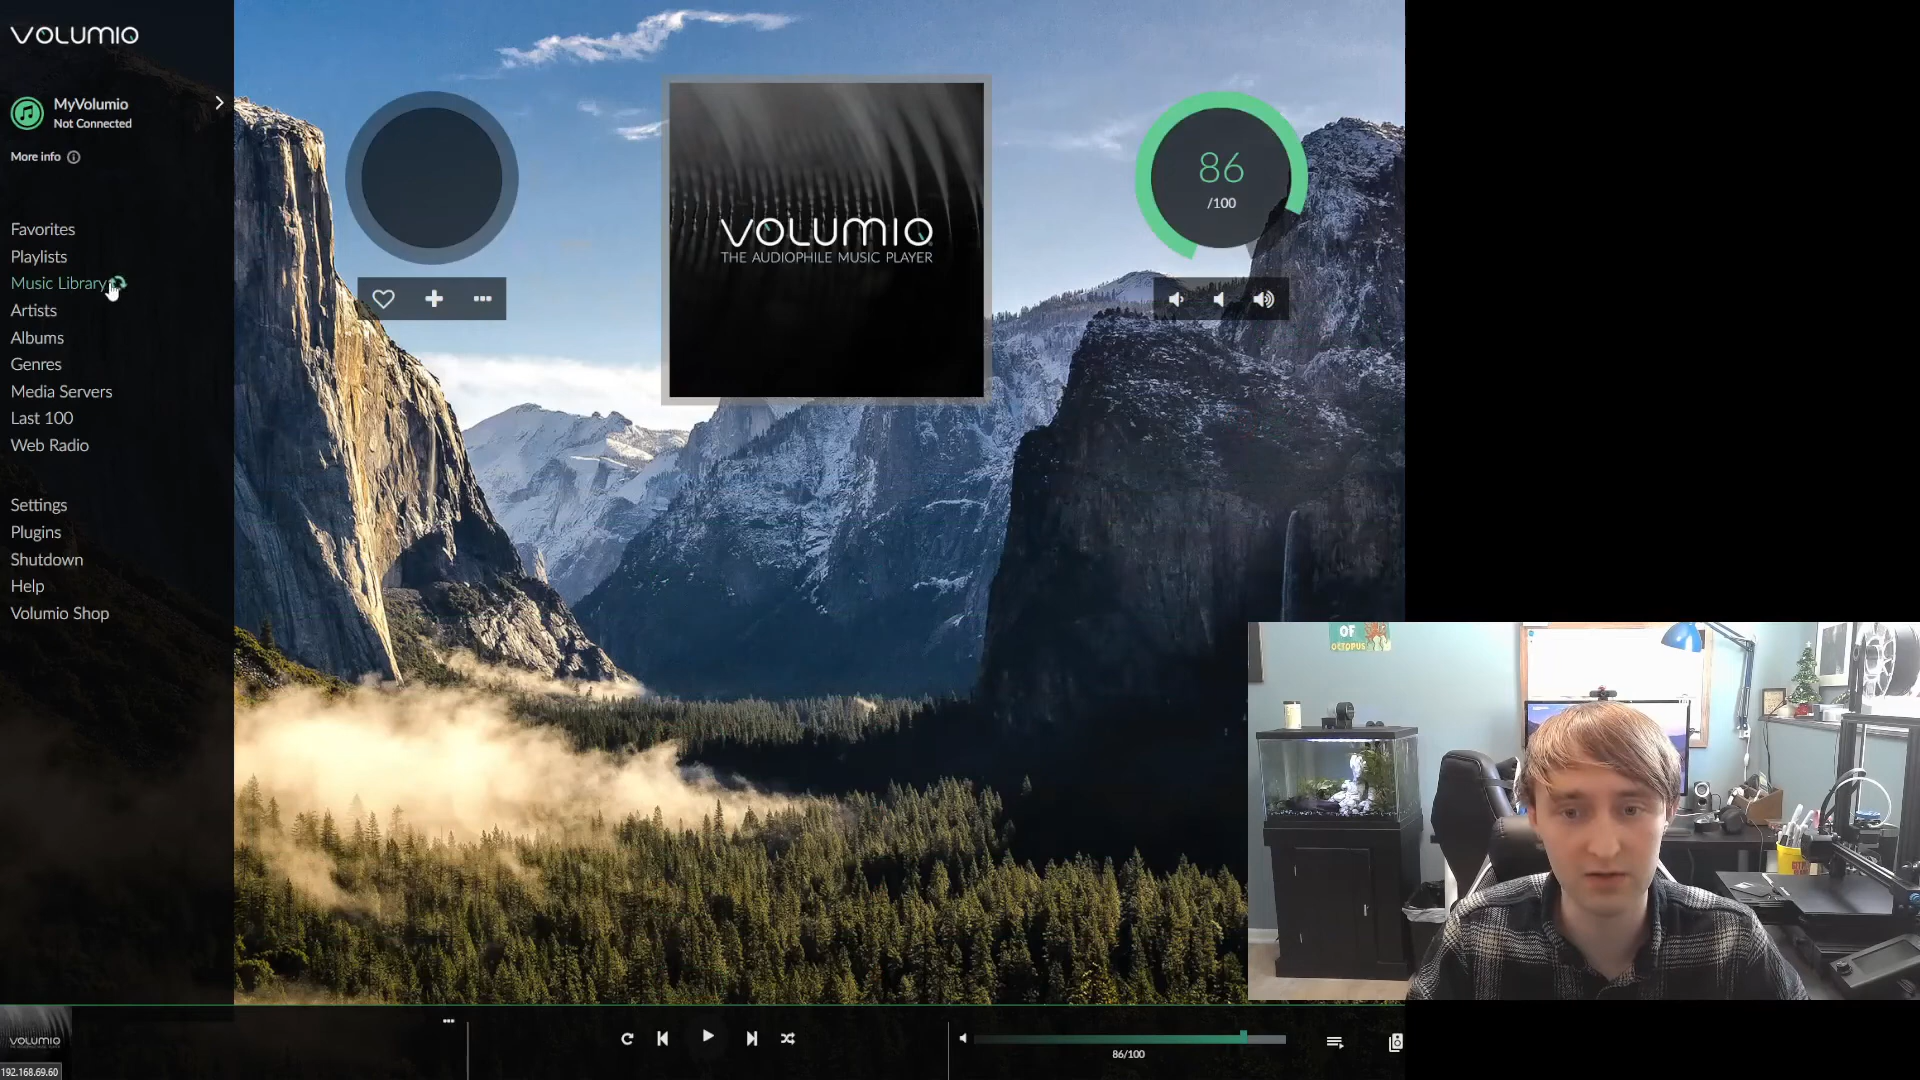 VOLUMIO
MyVolumio
Not Connected
More info
Favorites
Playlists
Music Library
Artists
Albums
Genres
Media Servers
Last 100
Web Radio
Settings
Plugins
Shutdown
Help
Volumio Shop
VOLUMIO
THE AUDIOPHILE MUSIC PLAYER
86
/100
OF
OCTOPUS
VOLUMIO
86/100
192.168.69.60